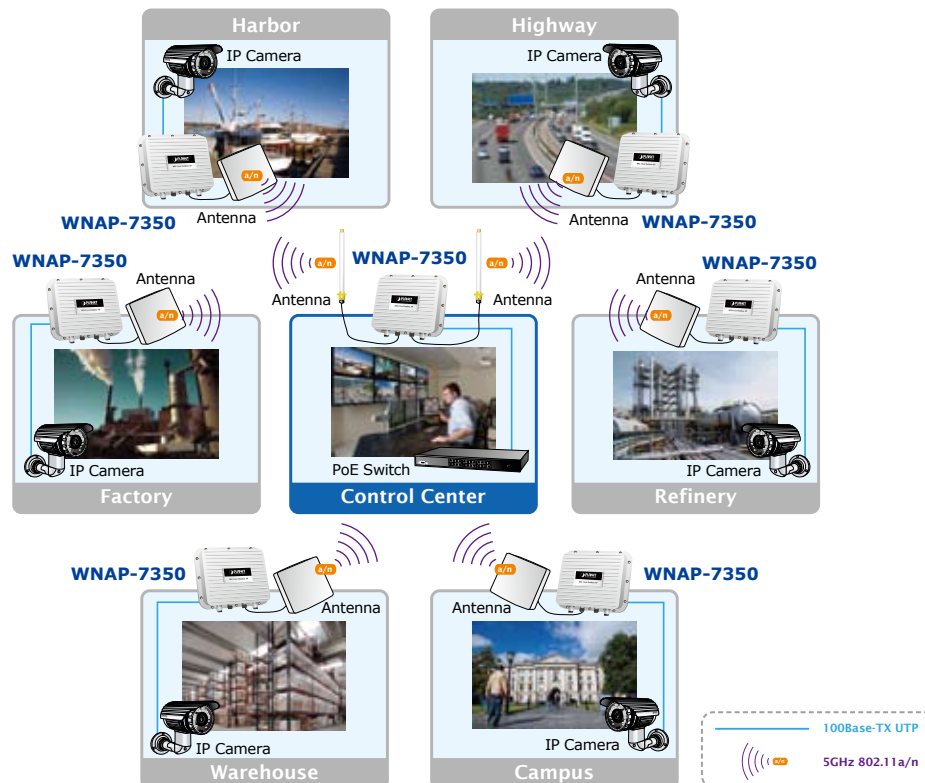 Harbor
IP Camera
a/n
Antenna
WNAP-7350
Highway
IP Camera
a/n
Antenna
WNAP-7350
WNAP-7350
Antenna
a/n
IP Camera
Factory
a/n
WNAP-7350
a/n
Antenna
Antenna
PoE Switch
Control Center
Antenna
WNAP-7350
a/n
IP Camera
Refinery
WNAP-7350
a/n
Antenna
IP Camera
Warehouse
a/n
WNAP-7350
Antenna
IP Camera
Campus
100Base-TX UTP
a/n
5GHz 802.11a/n